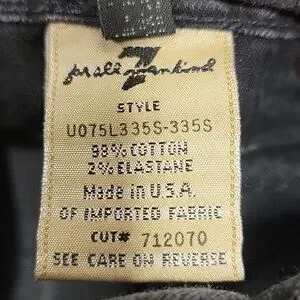 7
for all mankind
STYLE
U075L335S-335S
98% COTTON
2% ELASTANE
Made in U.S.A.
OF IMPORTED FABRIC
CUT# 712070
SEE CARE ON REVERSE